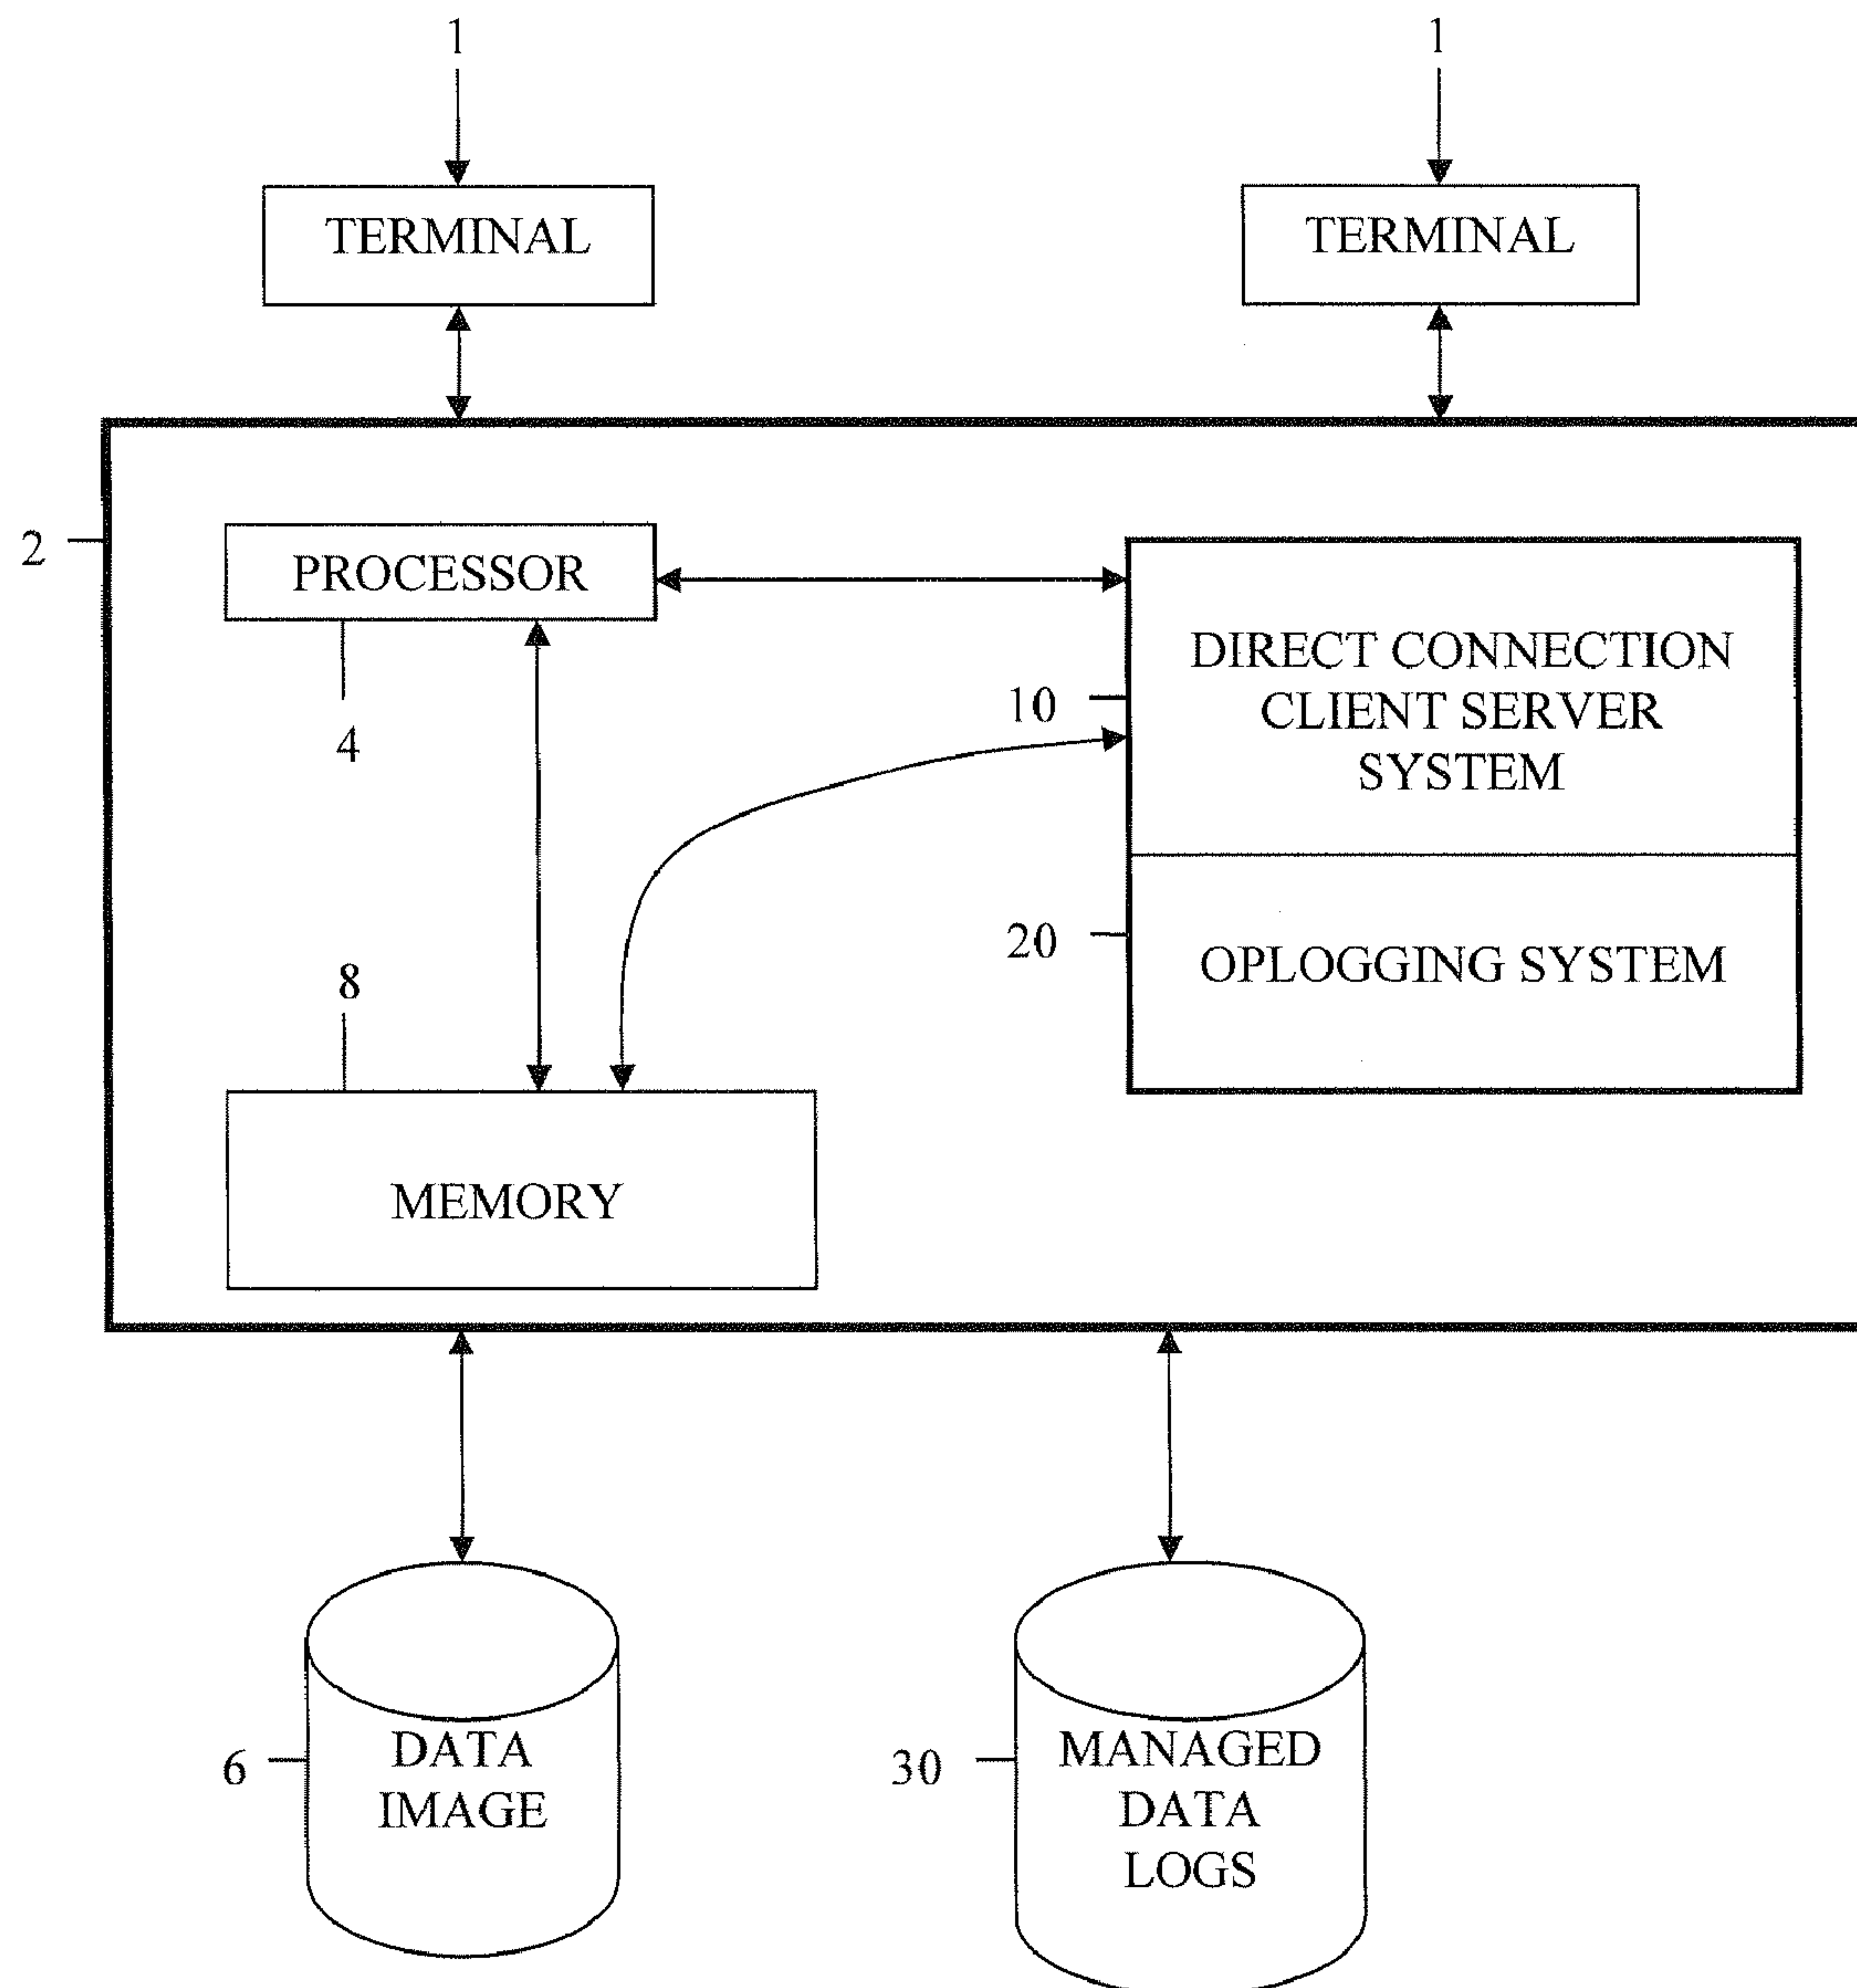 1
1
TERMINAL
TERMINAL
2
PROCESSOR
4
10
DIRECT CONNECTION
CLIENT SERVER
SYSTEM
20
OPLOGGING SYSTEM
8
MEMORY
6
DATA
IMAGE
30
MANAGED
DATA
LOGS